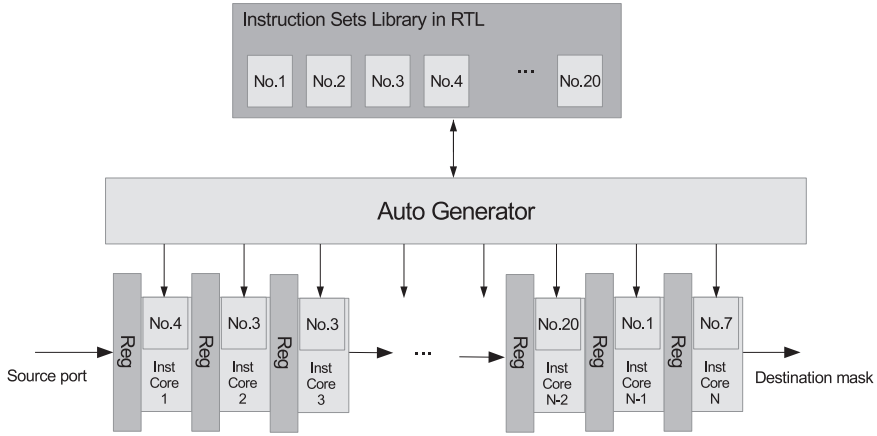 Instruction Sets Library in RTL
No.1 No.2 No.3 No.4 ... No.20
Auto Generator
Reg No.4 Reg No.3 Reg No.3 Reg No.20 Reg No.1 Reg No.7
Source port
Inst Core 1
Inst Core 2
Inst Core 3
...
Inst Core N-2
Inst Core N-1
Inst Core N
Destination mask